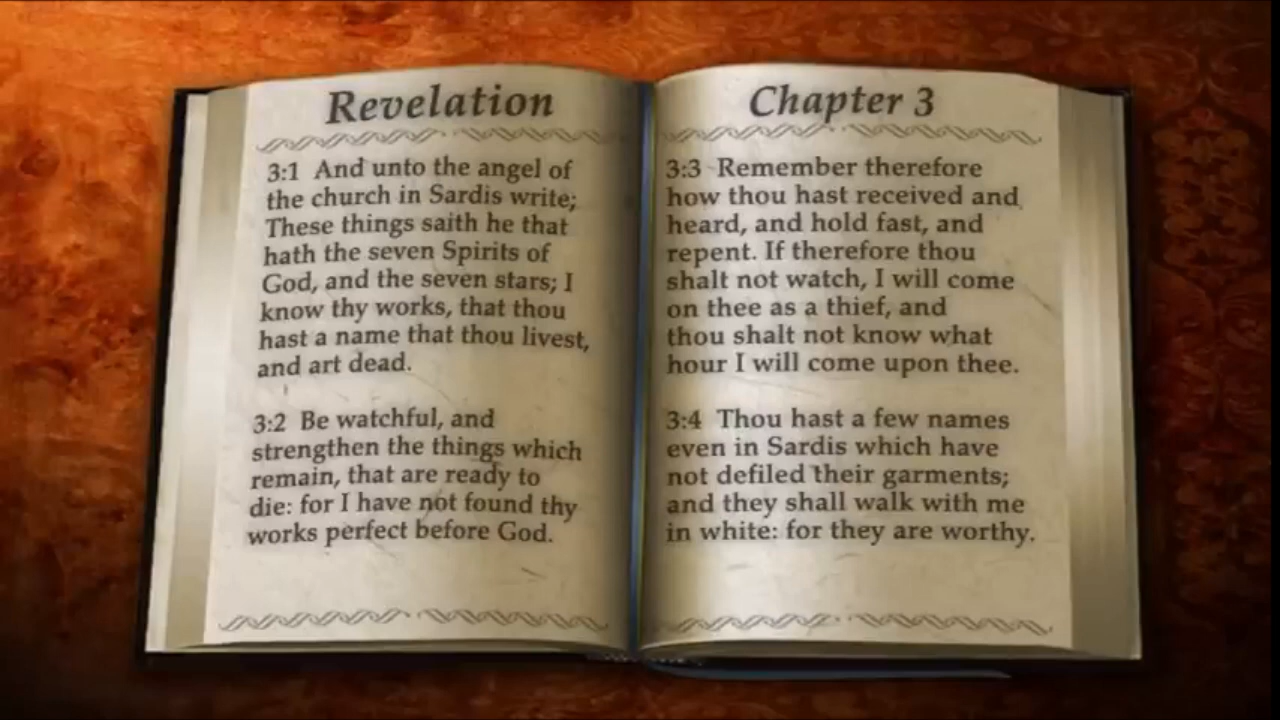 Revelation
3:1 And unto the angel of
the church in Sardis write;
These things saith he that
hath the seven Spirits of
God, and the seven stars; I
know thy works, that thou
hast a name that thou livest,
and art dead.
3:2 Be watchful, and
strengthen the things which
remain, that are ready to
die: for I have not found thy
works perfect before God.
Chapter 3
3:3 Remember therefore
how thou hast received and
heard, and hold fast, and
repent. If therefore thou
shalt not watch, I will come
on thee as a thief, and
thou shalt not know what
hour I will come upon thee.
3:4 Thou hast a few names
even in Sardis which have
not defiled their garments;
and they shall walk with me
in white: for they are worthy.